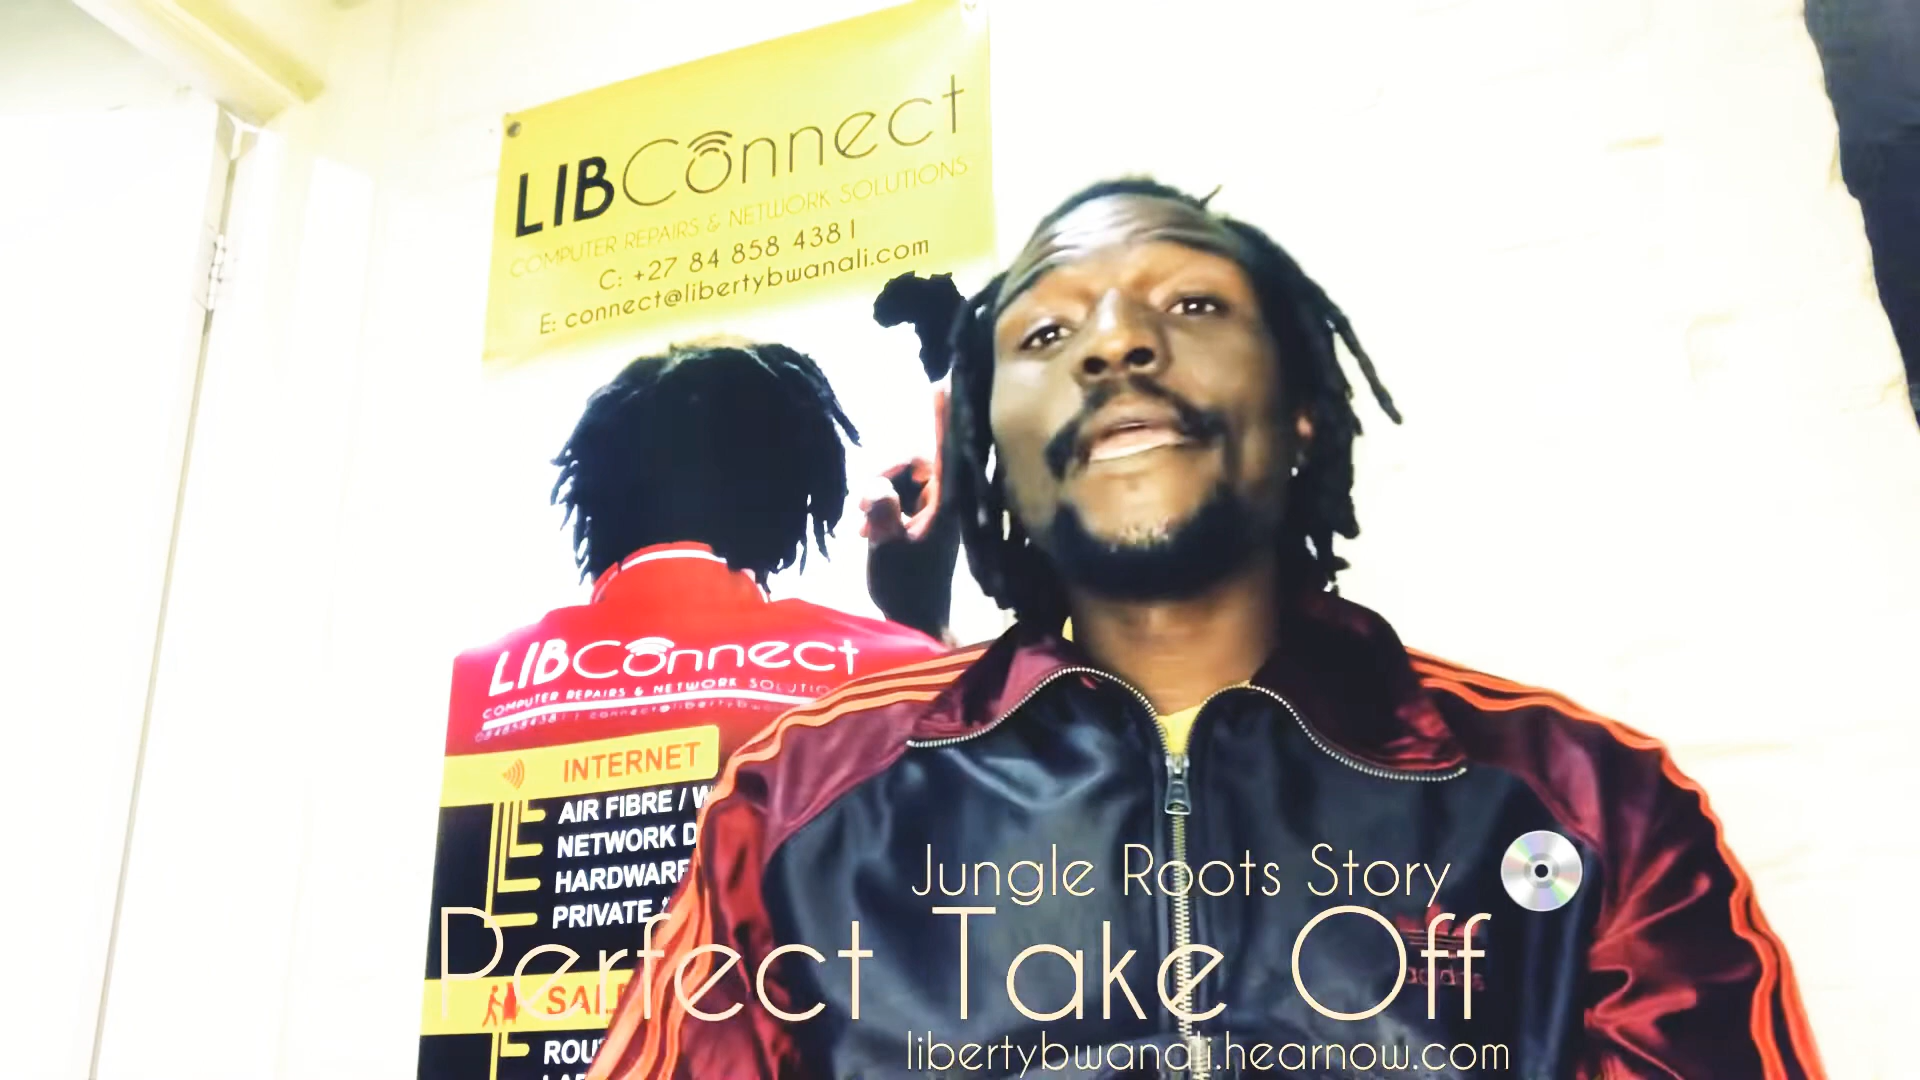 LIBConnect
COMPUTER REPAIRS & NETWORK SOLUTIONS
C: +27 84 858 4381
E: connect@libertybwanali.com
LIBConnect
COMPUTER REPAIRS & NETWORK
INTERNET
AIR FIBRE /
NETWORK
HARDWARE
PRIVATE
Jungle Roots Story
Perfect Take Off
adidas
libertybwanali.hearnow.com